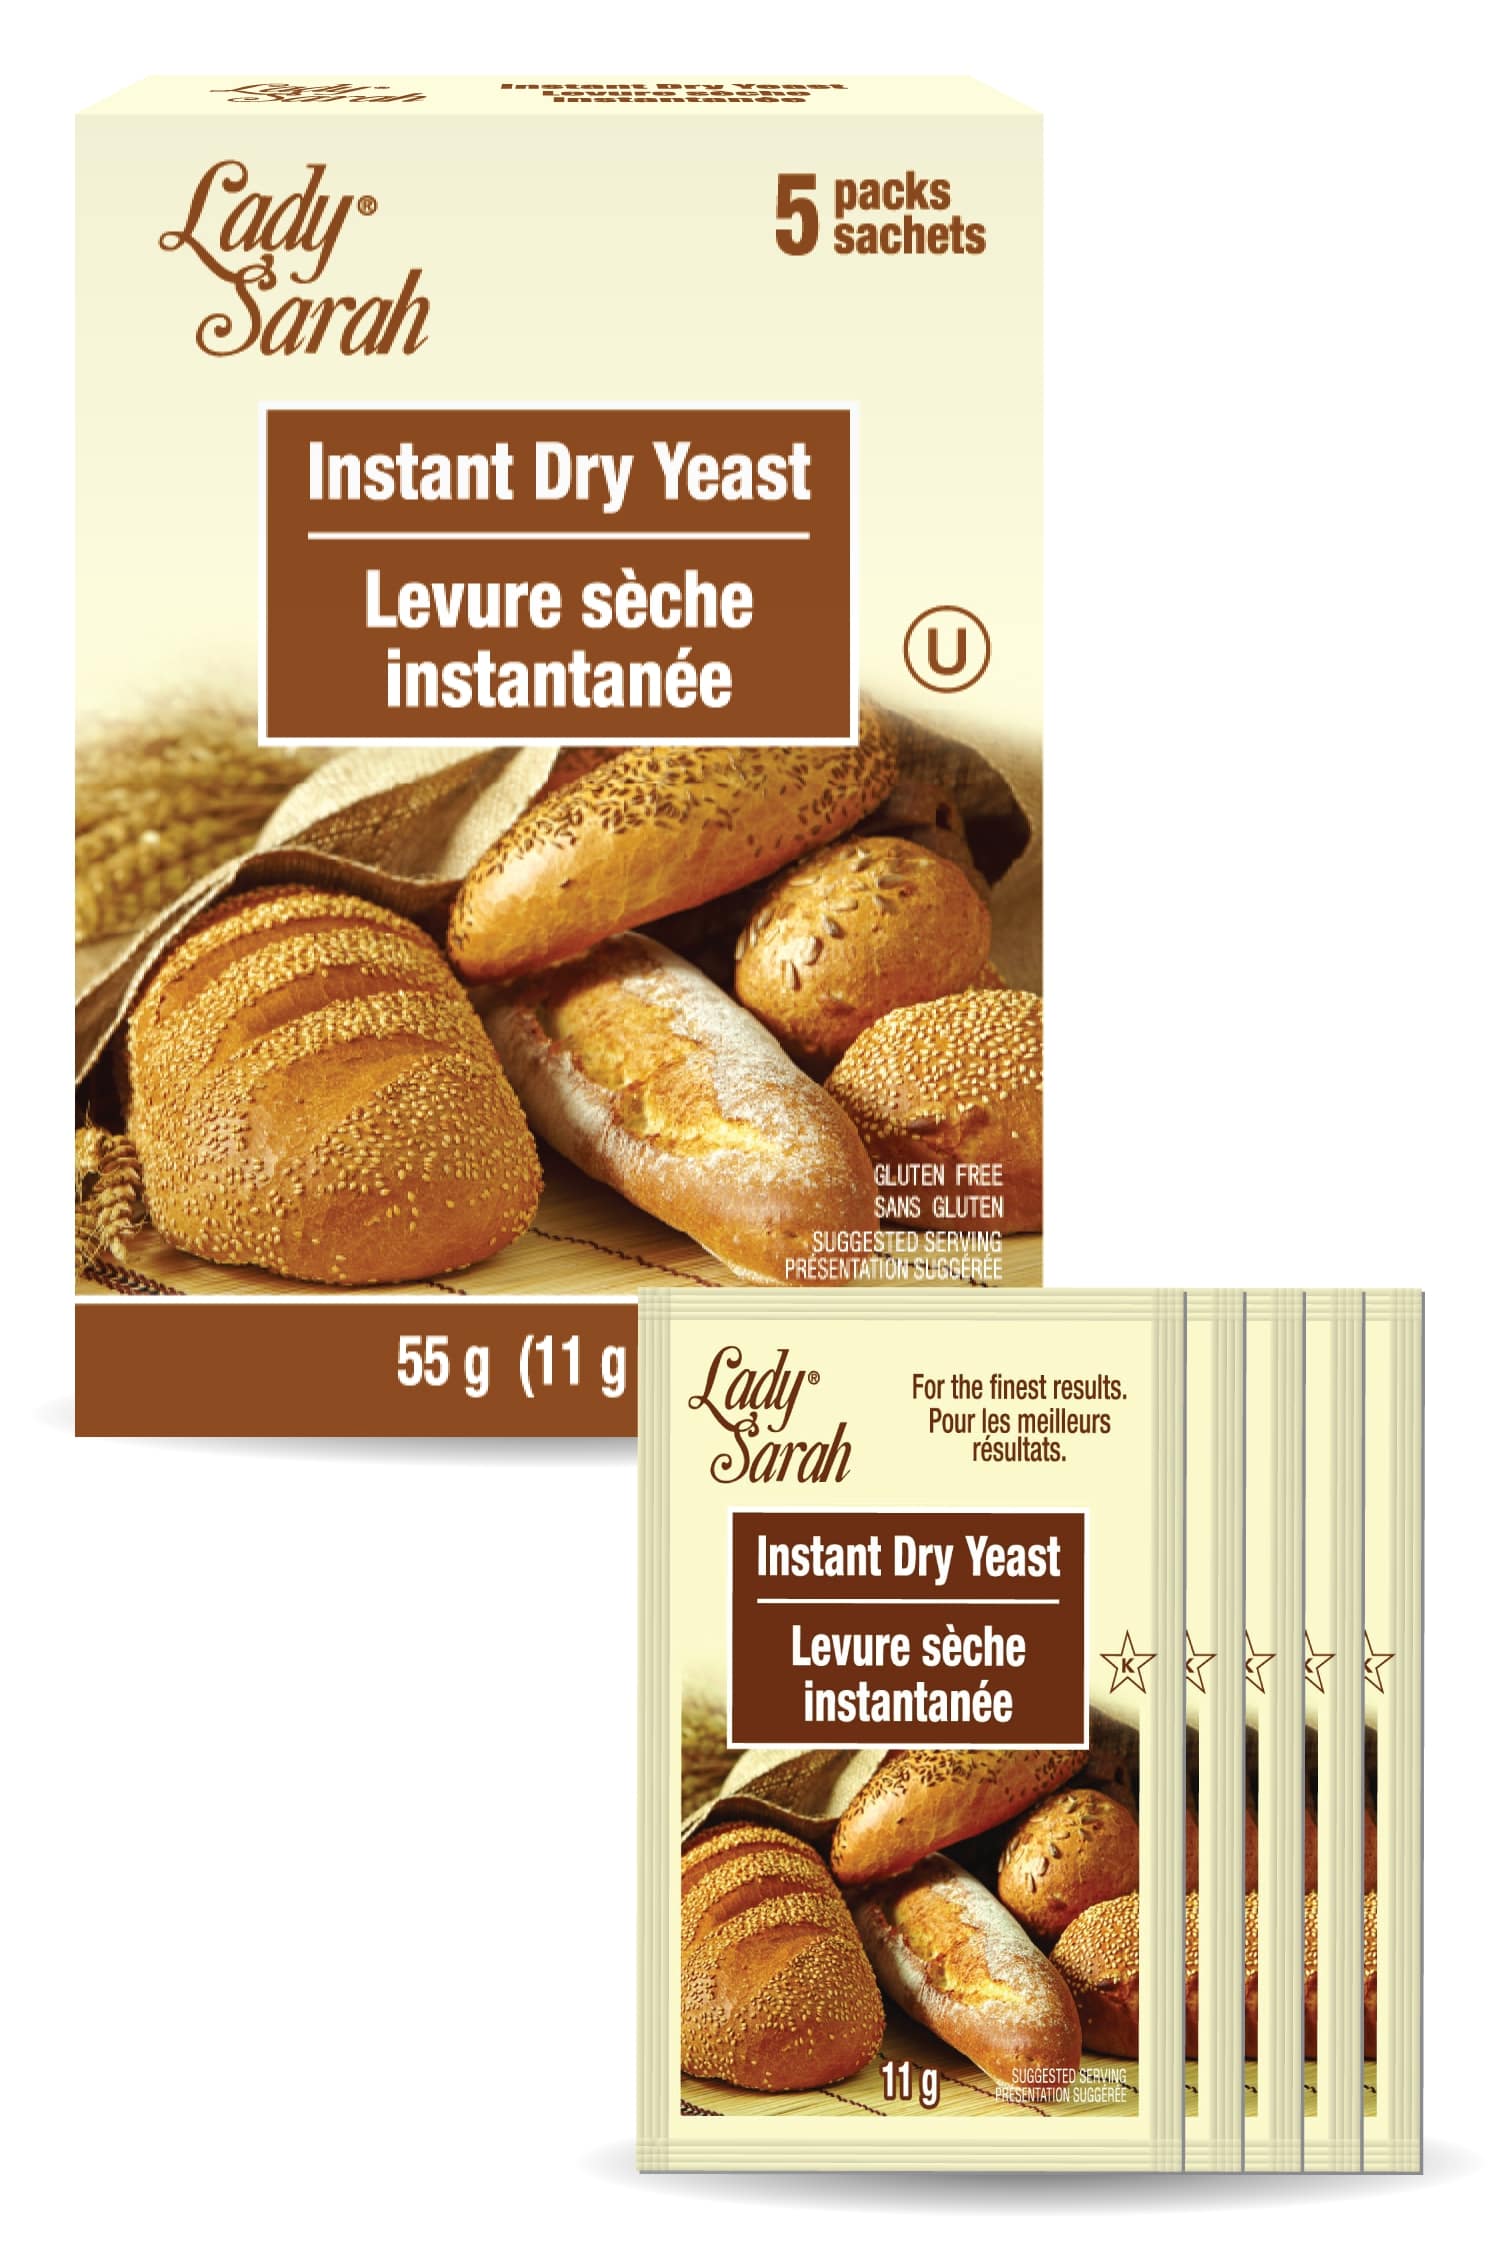 Lady Sarah
Instant Dry Yeast
Levure sèche
instantanée
Lady®
Sarah
5 packs
sachets
Instant Dry Yeast
Levure sèche
instantanée
U
GLUTEN FREE
SANS GLUTEN
SUGGESTED SERVING
PRÉSENTATION SUGGÉRÉE
55 g (11 g
Lady®
Sarah
For the finest results.
Pour les meilleurs
résultats.
Instant Dry Yeast
Levure sèche
instantanée
K K K K K
11 g
SUGGESTED SERVING
PRÉSENTATION SUGGÉRÉE